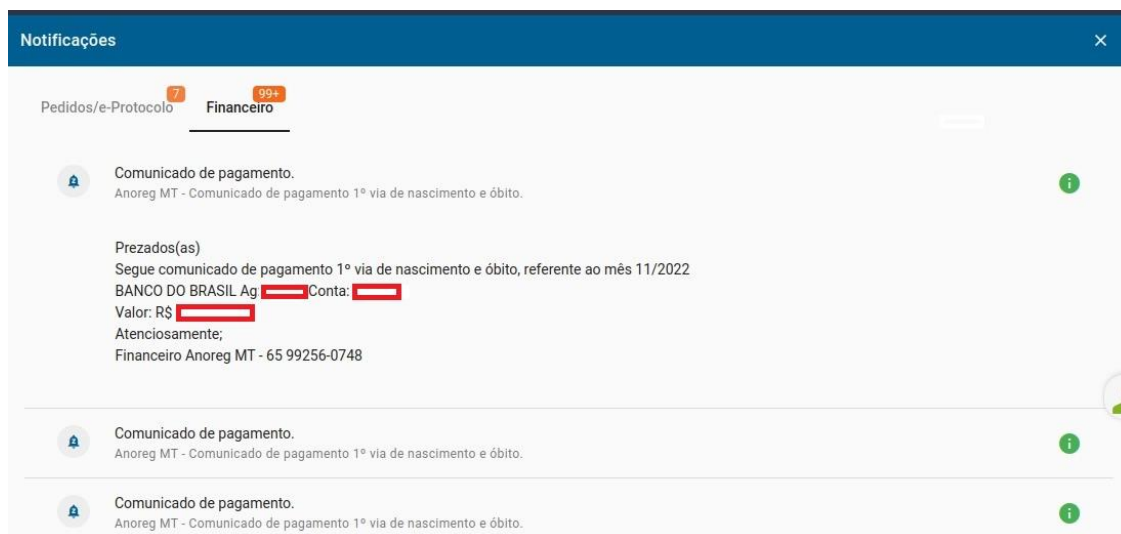 Notificações
7
99+
Pedidos/e-Protocolo Financeiro
Comunicado de pagamento.
Anoreg MT - Comunicado de pagamento 1º via de nascimento e óbito.
Prezados(as)
Segue comunicado de pagamento 1º via de nascimento e óbito, referente ao mês 11/2022
BANCO DO BRASIL Ag: Conta:
Valor: R$
Atenciosamente;
Financeiro Anoreg MT - 65 99256-0748
Comunicado de pagamento.
Anoreg MT - Comunicado de pagamento 1º via de nascimento e óbito.
Comunicado de pagamento.
Anoreg MT - Comunicado de pagamento 1º via de nascimento e óbito.